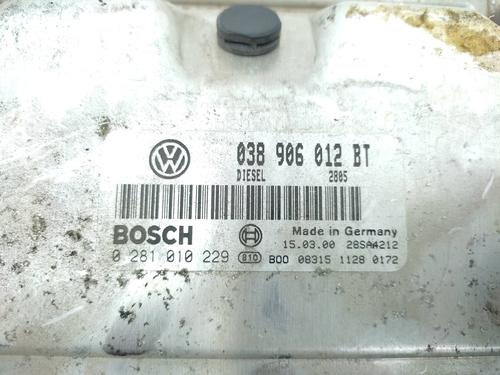 038 906 012 BT
DIESEL 2805
BOSCH
Made in Germany
15.03.00 28SA4212
0 281 010 229 810 B00 08315 1128 0172